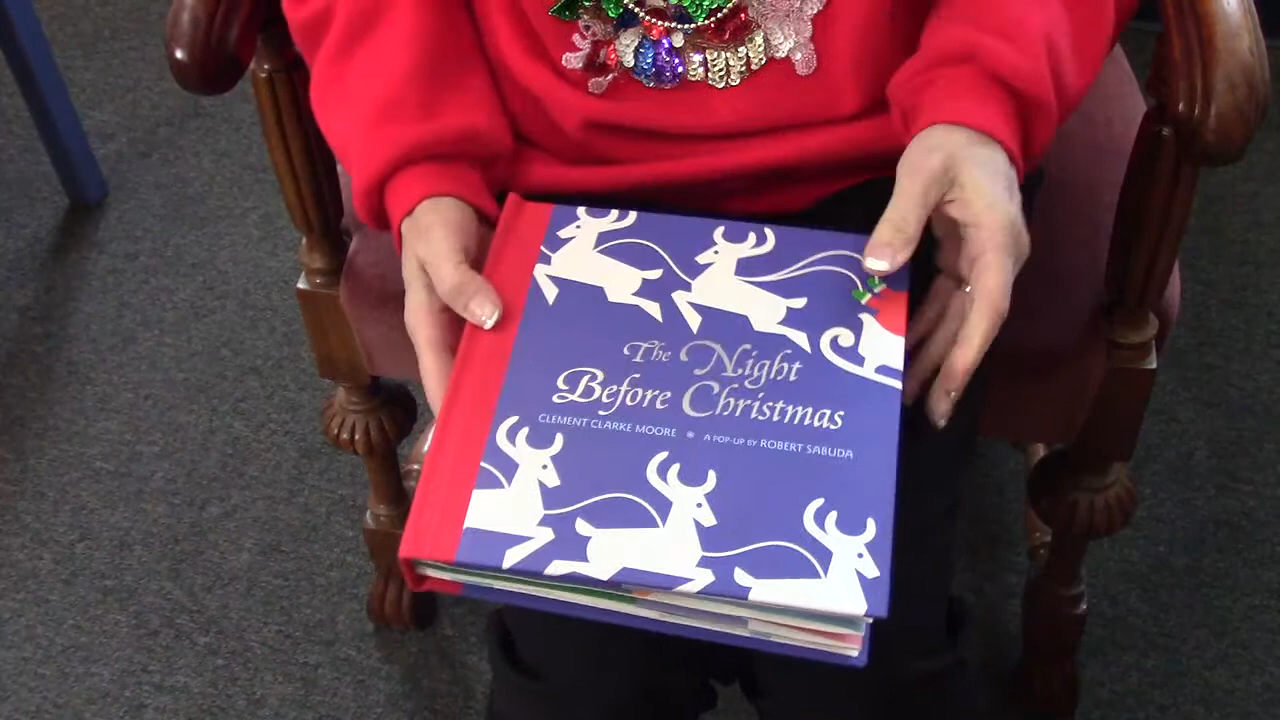 The Night
Before Christmas
CLEMENT CLARKE MOORE * A POP-UP BY ROBERT SABUDA